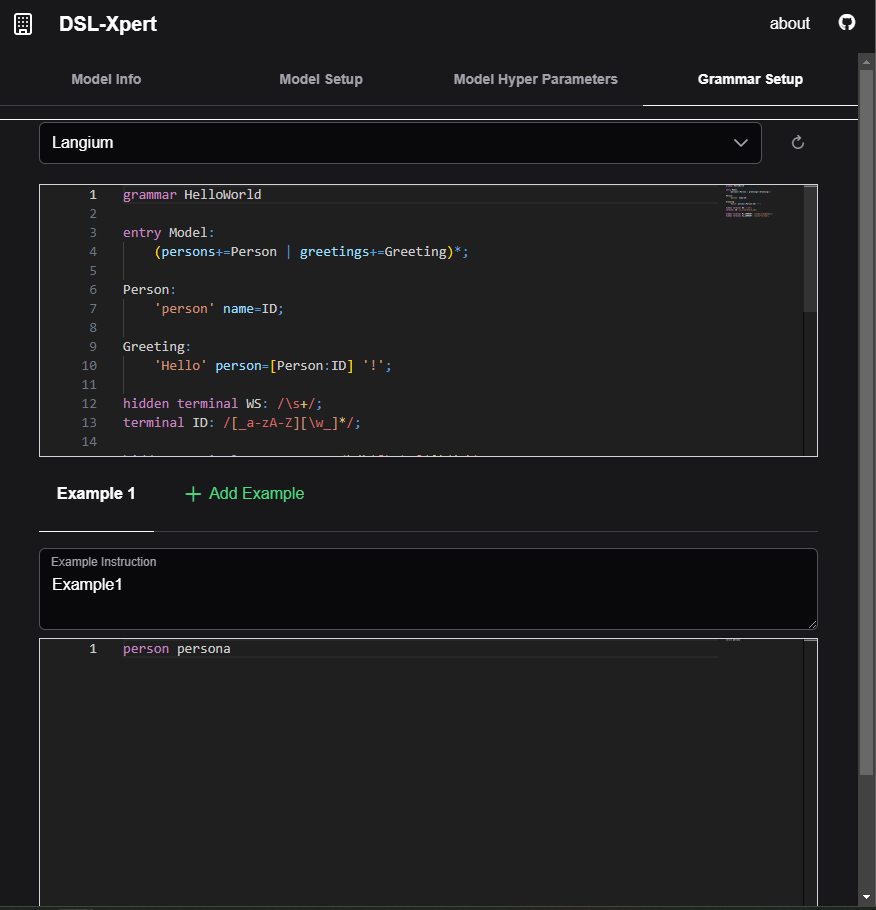 DSL-Xpert
about
Model Info
Model Setup
Model Hyper Parameters
Grammar Setup
Langium
1 grammar HelloWorld
2
3 entry Model:
4 (persons+=Person | greetings+=Greeting)*;
5
6 Person:
7 'person' name=ID;
8
9 Greeting:
10 'Hello' person=[Person:ID] '!';
11
12 hidden terminal WS: /\s+/;
13 terminal ID: /[_a-zA-Z][\w_]*/;
14
Example 1
+ Add Example
Example Instruction
Example1
1 person persona